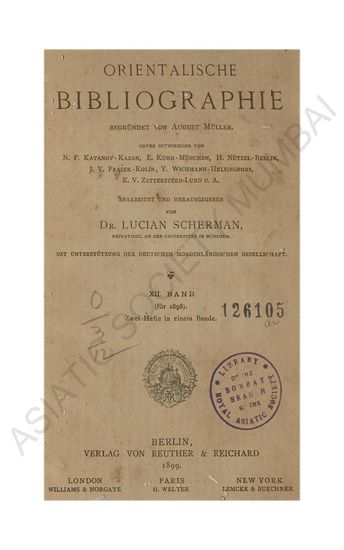 ORIENTALISCHE
BIBLIOGRAPHIE
BEGRÜNDET VON AUGUST MÜLLER.
UNTER MITWIRKUNG VON
N. F. KATANOV-KAZAN, E. KUHN-MÜNCHEN, H. NÜTZEL-BERLIN,
J. V. PRÁŠEK-KOLÍN, Y. WICHMANN-HELSINGFORS,
K. V. ZETTERSTÉEN-LUND U. A.
BEARBEITET UND HERAUSGEGEBEN
VON
DR. LUCIAN SCHERMAN,
PRIVATDOC. AN DER UNIVERSITÄT IN MÜNCHEN.
MIT UNTERSTÜTZUNG DER DEUTSCHEN MORGENLÄNDISCHEN GESELLSCHAFT.
XII. BAND
(für 1898).
Zwei Hefte in einem Bande.
126105
0
3
12
LIBRARY
OF THE
BOMBAY
BRANCH
OF THE
ROYAL ASIATIC SOCIETY
BERLIN,
VERLAG VON REUTHER & REICHARD
1899.
LONDON PARIS NEW YORK
WILLIAMS & NORGATE H. WELTER LEMCKE & BUECHNER
ASIATIC SOCIETY OF MUMBAI